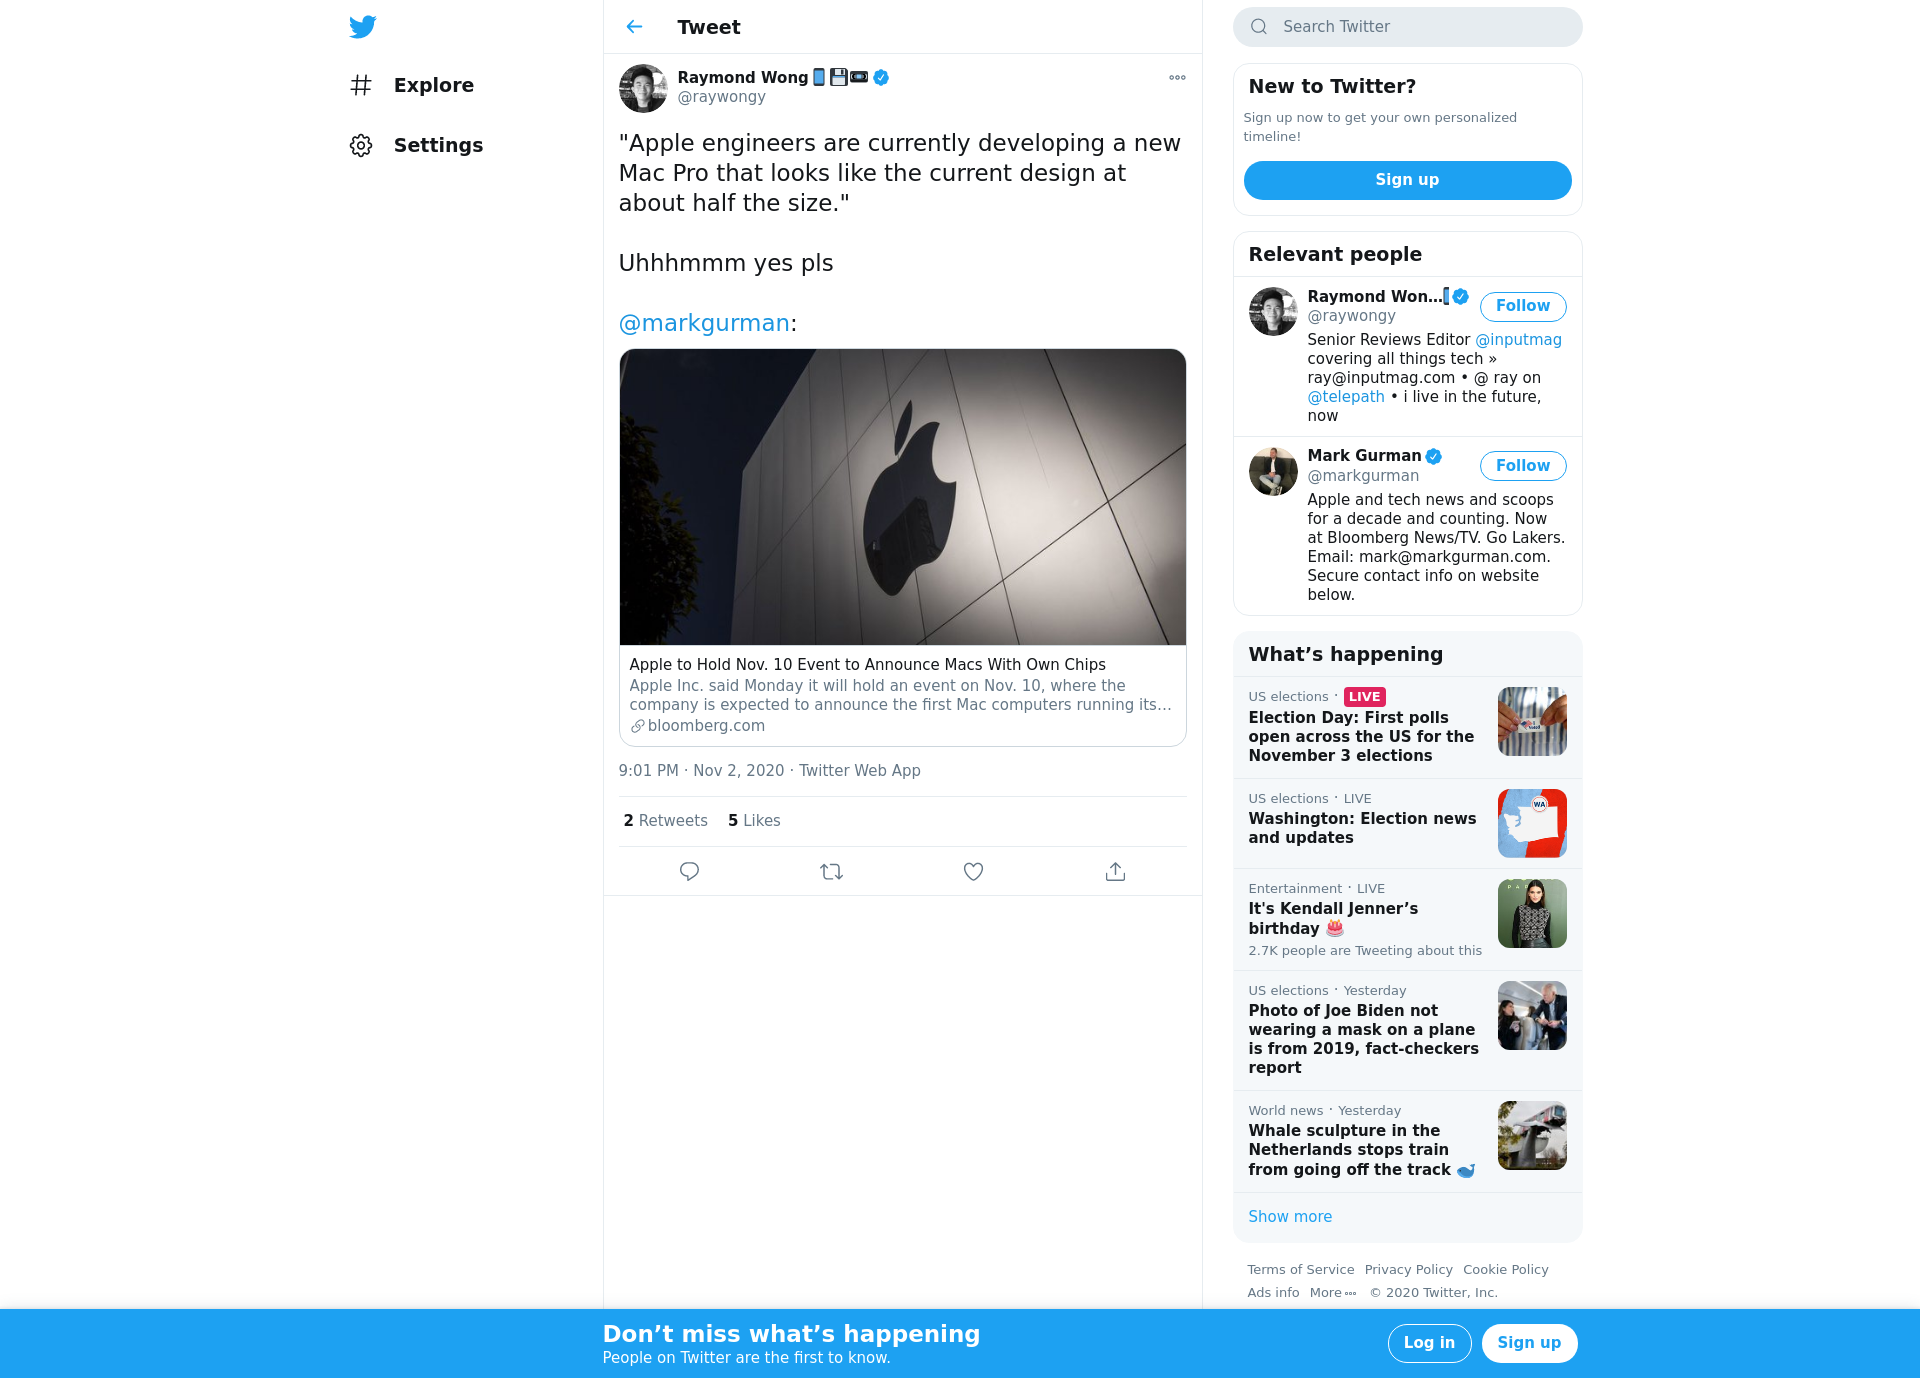 Explore
Settings
Tweet
Raymond Wong
@raywongy
"Apple engineers are currently developing a new
Mac Pro that looks like the current design at
about half the size."
Uhhhmmm yes pls
@markgurman:
Apple to Hold Nov. 10 Event to Announce Macs With Own Chips
Apple Inc. said Monday it will hold an event on Nov. 10, where the
company is expected to announce the first Mac computers running its…
bloomberg.com
9:01 PM · Nov 2, 2020 · Twitter Web App
2 Retweets 5 Likes
Search Twitter
New to Twitter?
Sign up now to get your own personalized
timeline!
Sign up
Relevant people
Raymond Won…
Follow
@raywongy
Senior Reviews Editor @inputmag
covering all things tech »
ray@inputmag.com • @ ray on
@telepath • i live in the future,
now
Mark Gurman
Follow
@markgurman
Apple and tech news and scoops
for a decade and counting. Now
at Bloomberg News/TV. Go Lakers.
Email: mark@markgurman.com.
Secure contact info on website
below.
What’s happening
US elections · LIVE
Election Day: First polls
open across the US for the
November 3 elections
US elections · LIVE
Washington: Election news
and updates
WA
Entertainment · LIVE
It's Kendall Jenner’s
birthday 🎂
2.7K people are Tweeting about this
US elections · Yesterday
Photo of Joe Biden not
wearing a mask on a plane
is from 2019, fact-checkers
report
World news · Yesterday
Whale sculpture in the
Netherlands stops train
from going off the track 🐳
Show more
Terms of Service Privacy Policy Cookie Policy
Ads info More © 2020 Twitter, Inc.
Don’t miss what’s happening
People on Twitter are the first to know.
Log in
Sign up